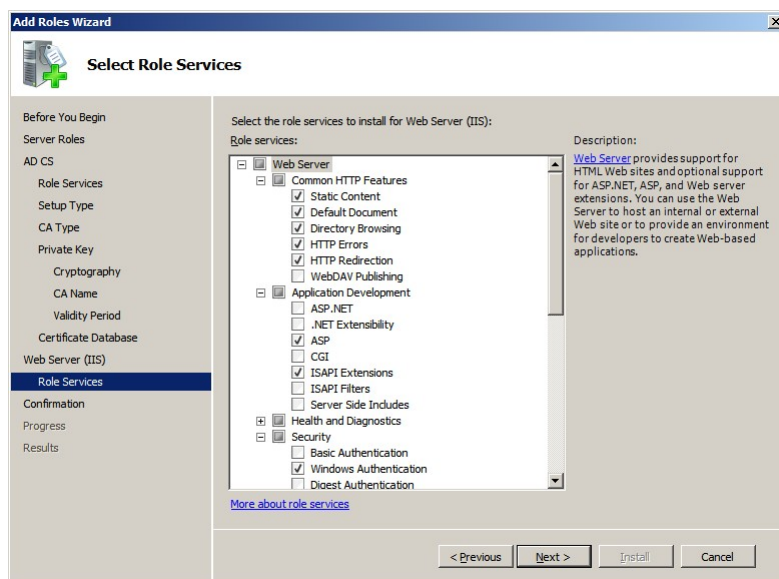 Add Roles Wizard
Select Role Services
Before You Begin
Server Roles
AD CS
Role Services
Setup Type
CA Type
Private Key
Cryptography
CA Name
Validity Period
Certificate Database
Web Server (IIS)
Role Services
Confirmation
Progress
Results
Select the role services to install for Web Server (IIS):
Role services:
Web Server
Common HTTP Features
Static Content
Default Document
Directory Browsing
HTTP Errors
HTTP Redirection
WebDAV Publishing
Application Development
ASP.NET
.NET Extensibility
ASP
CGI
ISAPI Extensions
ISAPI Filters
Server Side Includes
Health and Diagnostics
Security
Basic Authentication
Windows Authentication
Digest Authentication
More about role services
Description:
Web Server provides support for
HTML Web sites and optional support
for ASP.NET, ASP, and Web server
extensions. You can use the Web
Server to host an internal or external
Web site or to provide an environment
for developers to create Web-based
applications.
< Previous
Next >
Install
Cancel